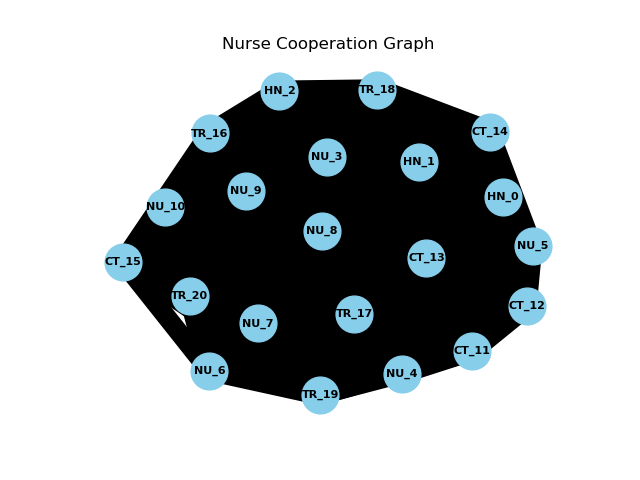 Nurse Cooperation Graph
HN_2
TR_18
TR_16
CT_14
NU_3
HN_1
NU_9
HN_0
NU_10
NU_8
NU_5
CT_15
CT_13
TR_20
CT_12
TR_17
NU_7
CT_11
NU_6
NU_4
TR_19